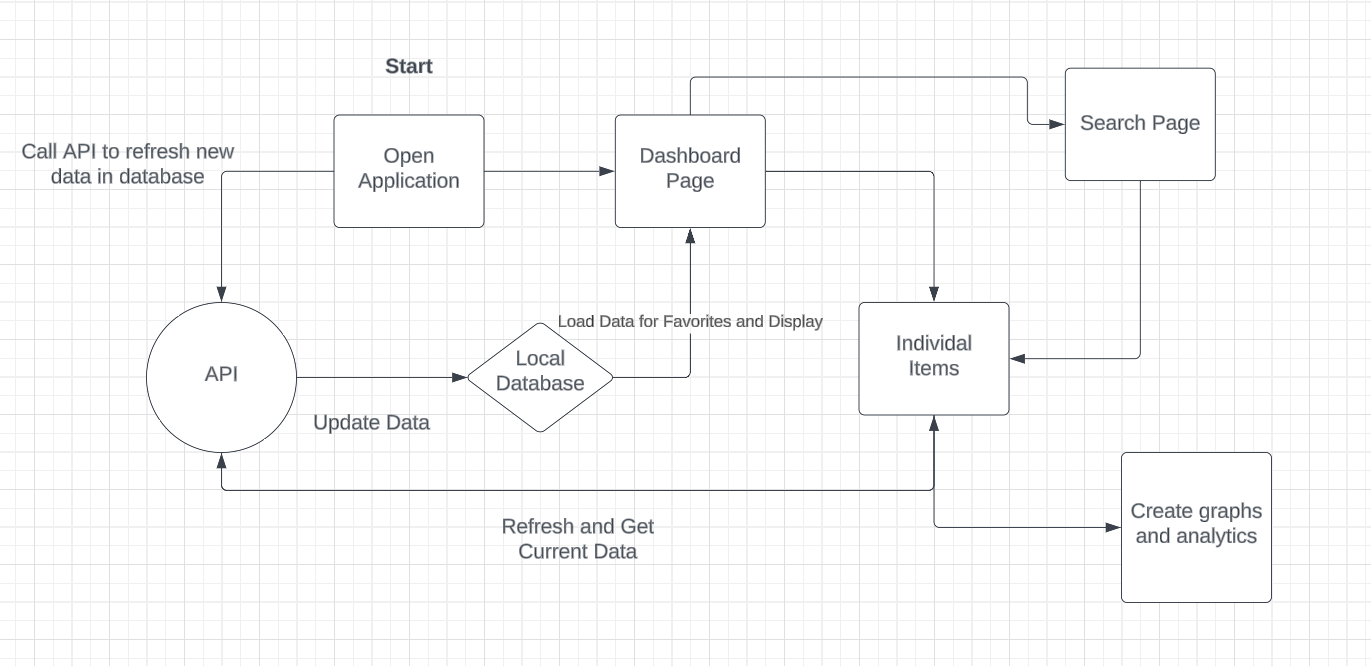 Start
Call API to refresh new
data in database
Open
Application
Dashboard
Page
Search Page
Load Data for Favorites and Display
API
Local
Database
Individal
Items
Update Data
Refresh and Get
Current Data
Create graphs
and analytics